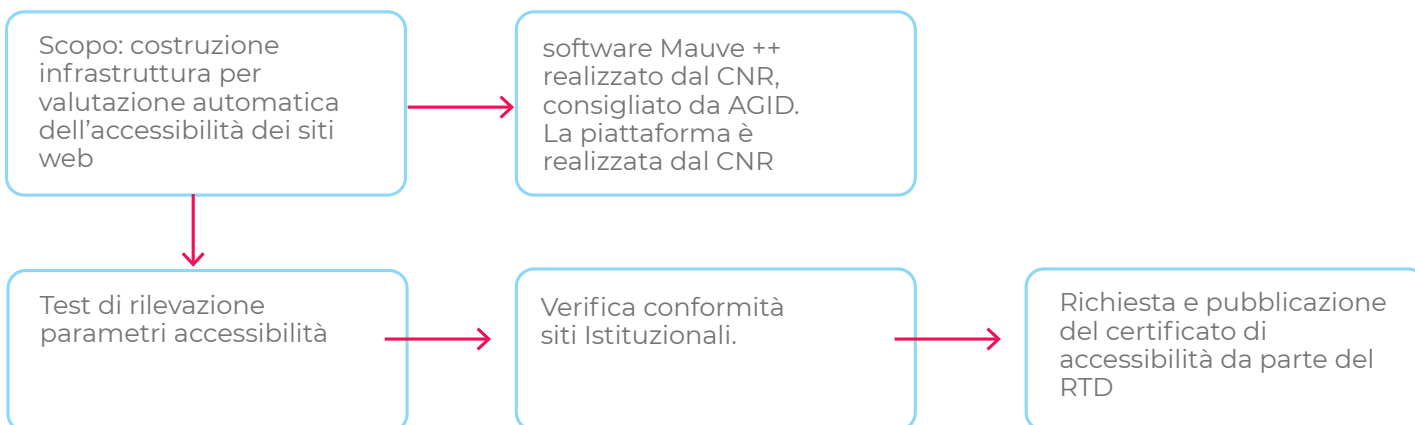 Scopo: costruzione
infrastruttura per
valutazione automatica
dell’accessibilità dei siti
web
software Mauve ++
realizzato dal CNR,
consigliato da AGID.
La piattaforma è
realizzata dal CNR
Test di rilevazione
parametri accessibilità
Verifica conformità
siti Istituzionali.
Richiesta e pubblicazione
del certificato di
accessibilità da parte del
RTD